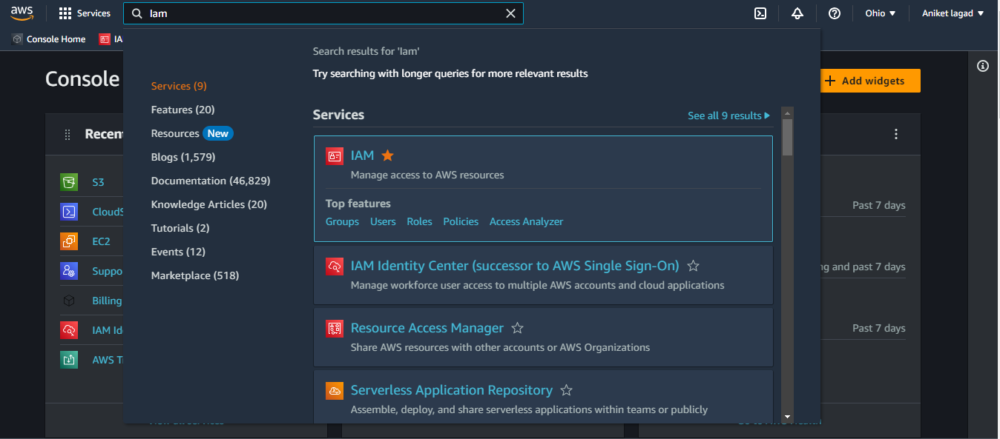 aws
Services
Iam
Ohio
Aniket lagad
Console Home
IA
Search results for 'Iam'
Try searching with longer queries for more relevant results
Console
Add widgets
Services (9)
Features (20)
Resources New
Blogs (1,579)
Documentation (46,829)
Knowledge Articles (20)
Tutorials (2)
Events (12)
Marketplace (518)
Services
See all 9 results
IAM
Manage access to AWS resources
Top features
Groups Users Roles Policies Access Analyzer
IAM Identity Center (successor to AWS Single Sign-On)
Manage workforce user access to multiple AWS accounts and cloud applications
Resource Access Manager
Share AWS resources with other accounts or AWS Organizations
Serverless Application Repository
Assemble, deploy, and share serverless applications within teams or publicly
Recen
S3
Cloud
EC2
Suppo
Billing
IAM Id
AWS T
Past 7 days
ng and past 7 days
Past 7 days